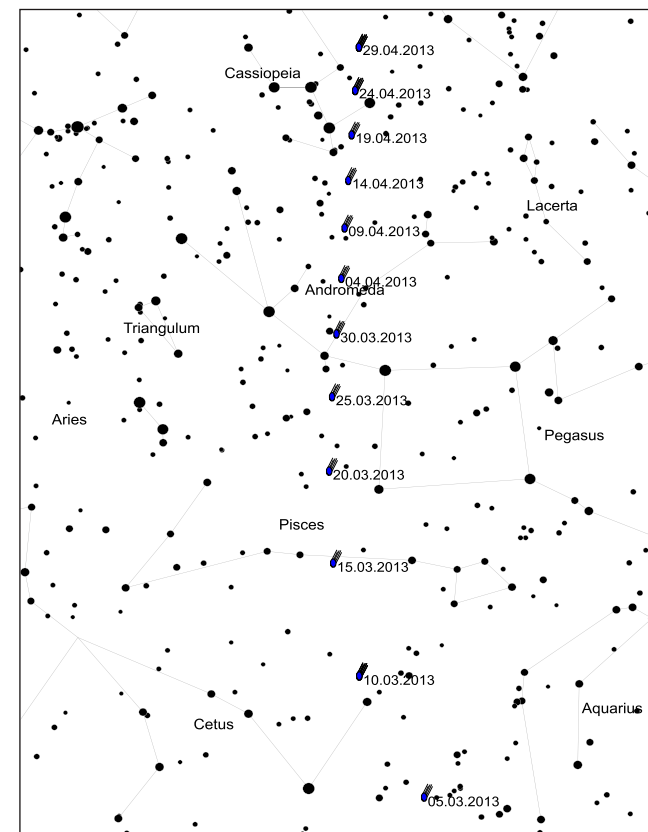 29.04.2013
Cassiopeia
24.04.2013
19.04.2013
14.04.2013
Lacerta
09.04.2013
04.04.2013
Andromeda
Triangulum
30.03.2013
25.03.2013
Aries
Pegasus
20.03.2013
Pisces
15.03.2013
10.03.2013
Aquarius
Cetus
05.03.2013